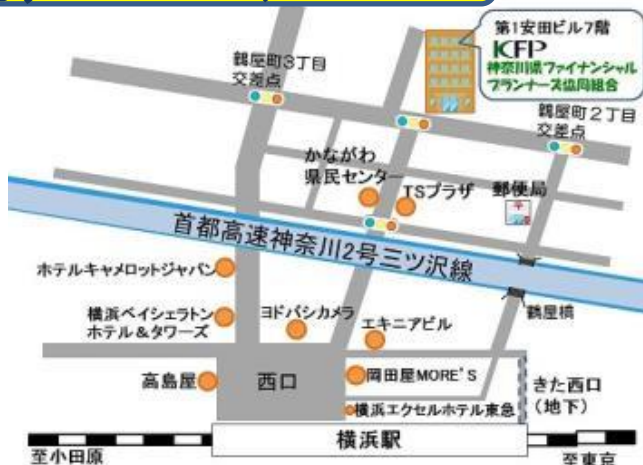 第1安田ビル7階
KFP
神奈川県ファイナンシャル
プランナーズ協同組合
鶴屋町3丁目
交差点
鶴屋町2丁目
交差点
かながわ
県民センター
TSプラザ
郵便局
首都高速神奈川2号三ツ沢線
ホテルキャメロットジャパン
横浜ベイシェラトン
ホテル&タワーズ
ヨドバシカメラ
エキニアビル
鶴屋橋
高島屋
西口
岡田屋MORE'S
横浜エクセルホテル東急
きた西口
(地下)
横浜駅
至小田原
至東京